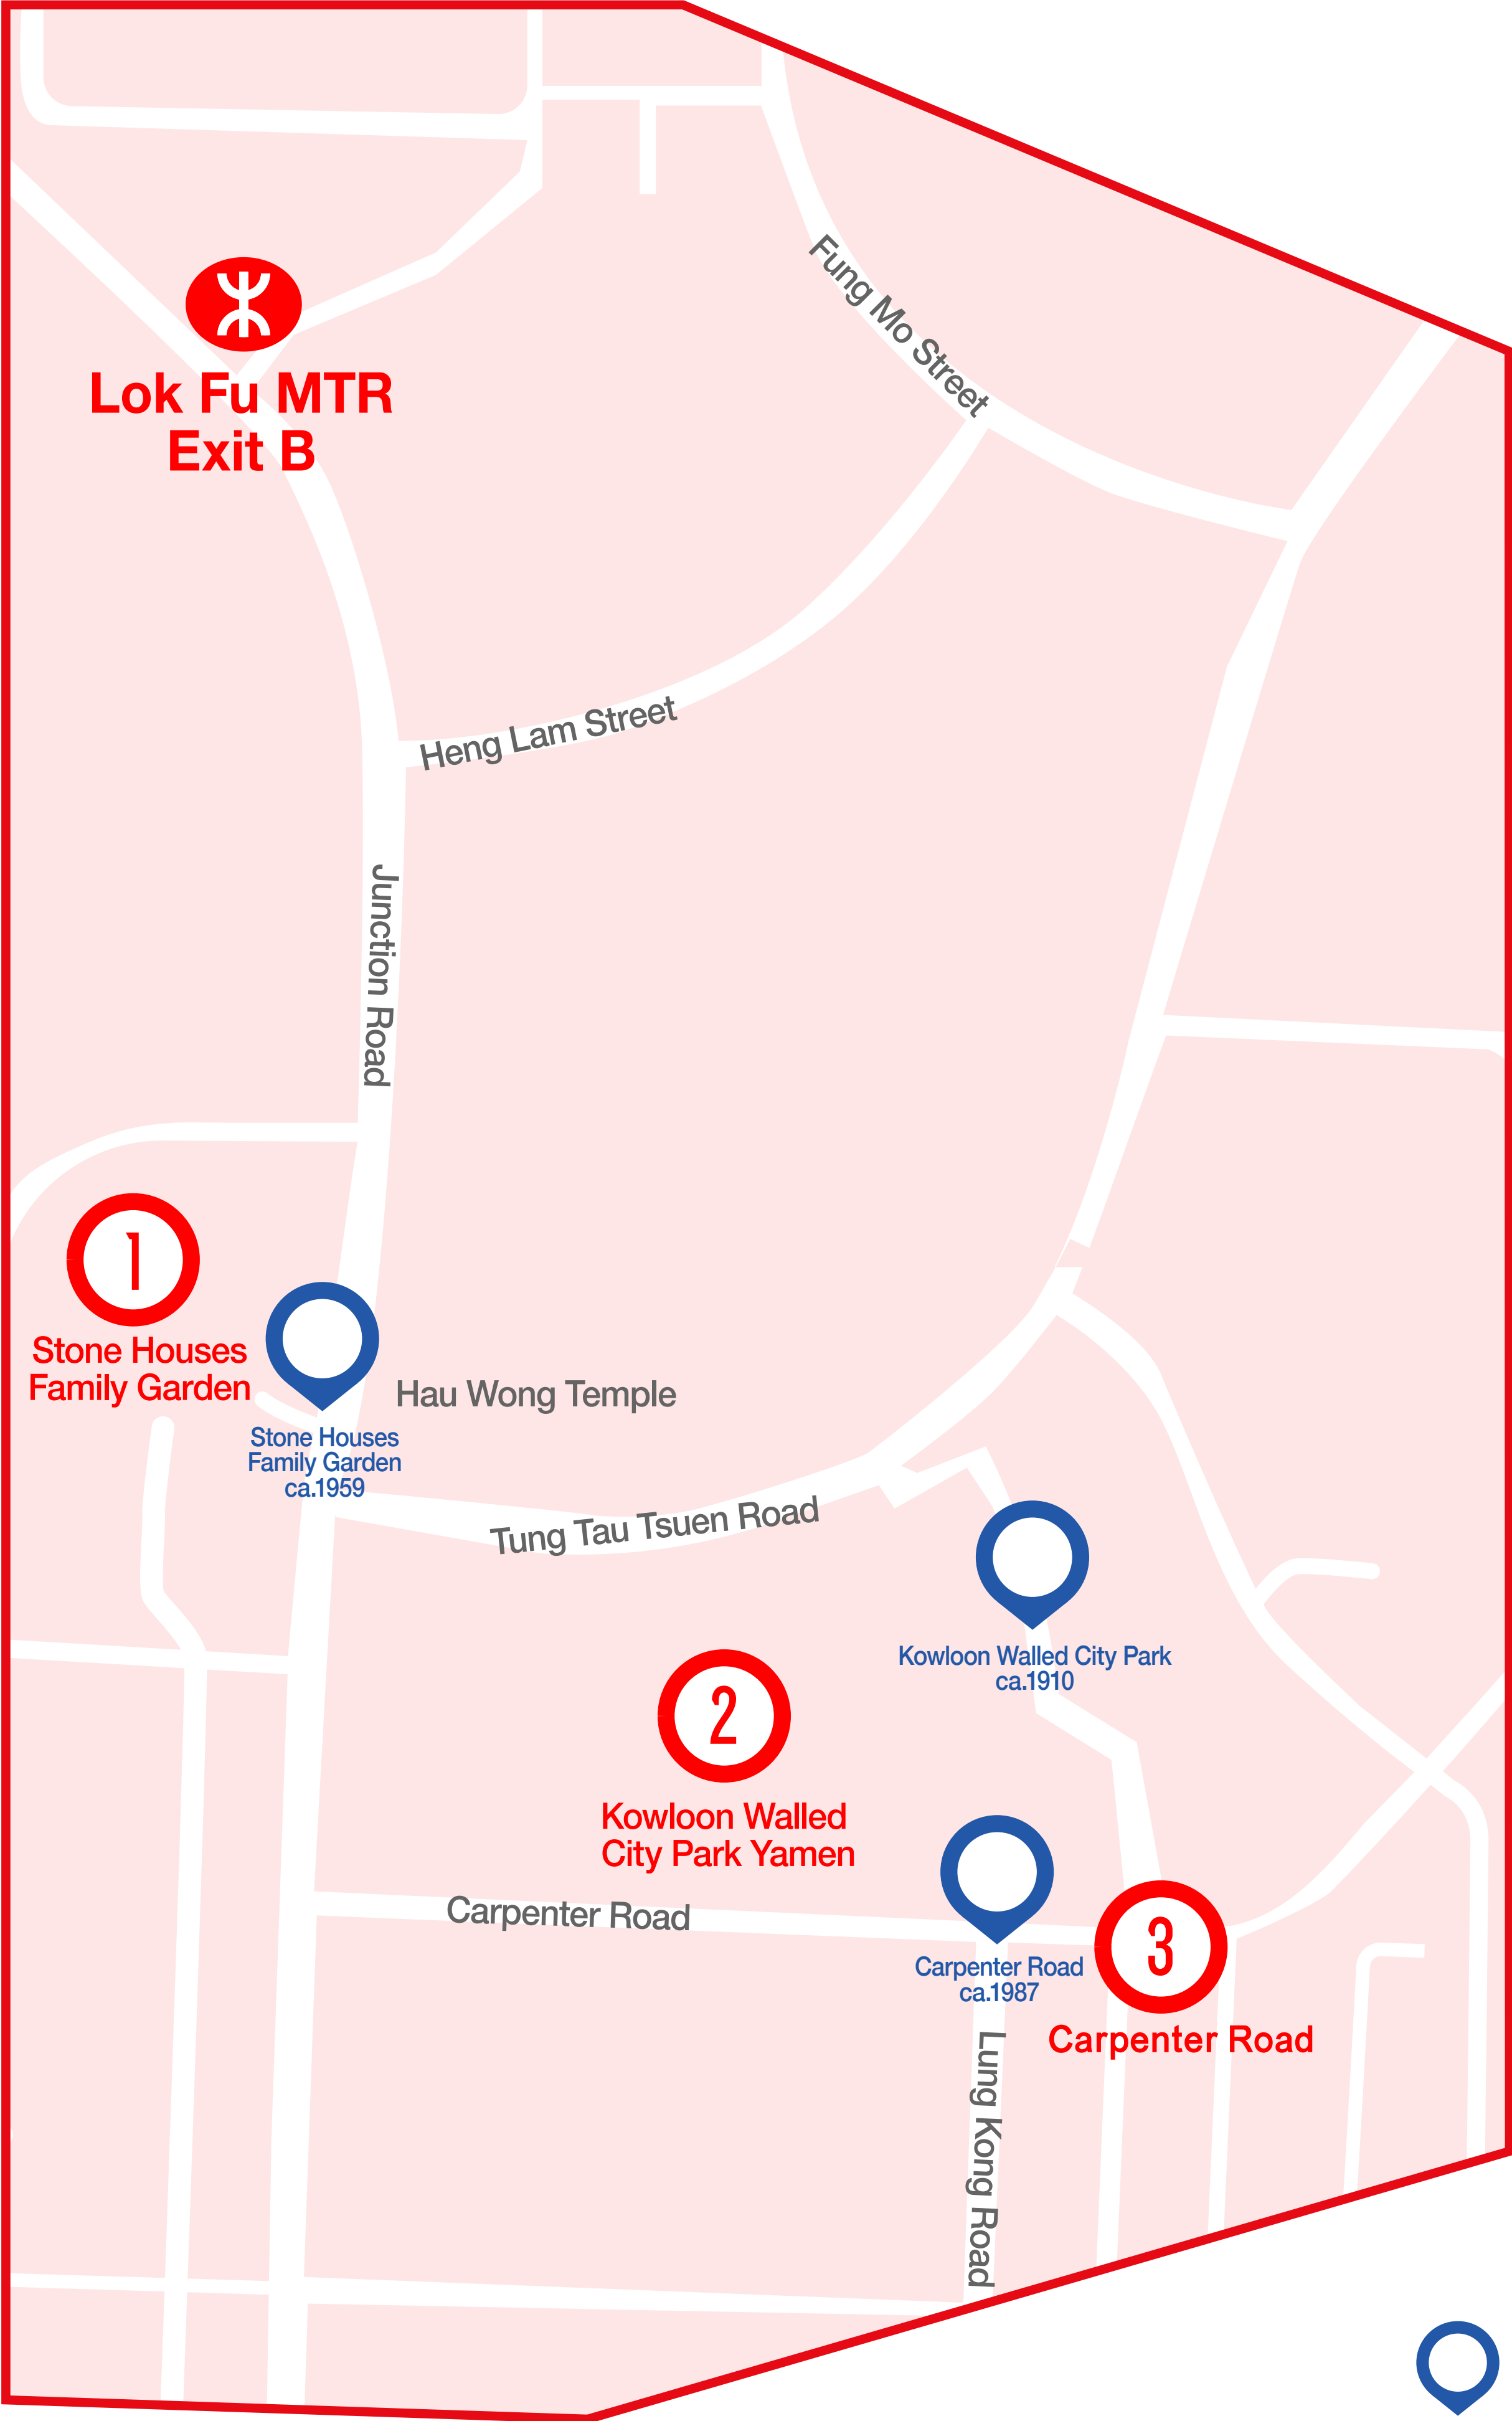 Fung Mo Street
Lok Fu MTR
Exit B
Heng Lam Street
Junction Road
1
Stone Houses
Family Garden
Hau Wong Temple
Stone Houses
Family Garden
ca.1959
Tung Tau Tsuen Road
Kowloon Walled City Park
ca.1910
2
Kowloon Walled
City Park Yamen
Carpenter Road
3
Carpenter Road
ca.1987
Carpenter Road
Lung Kong Road